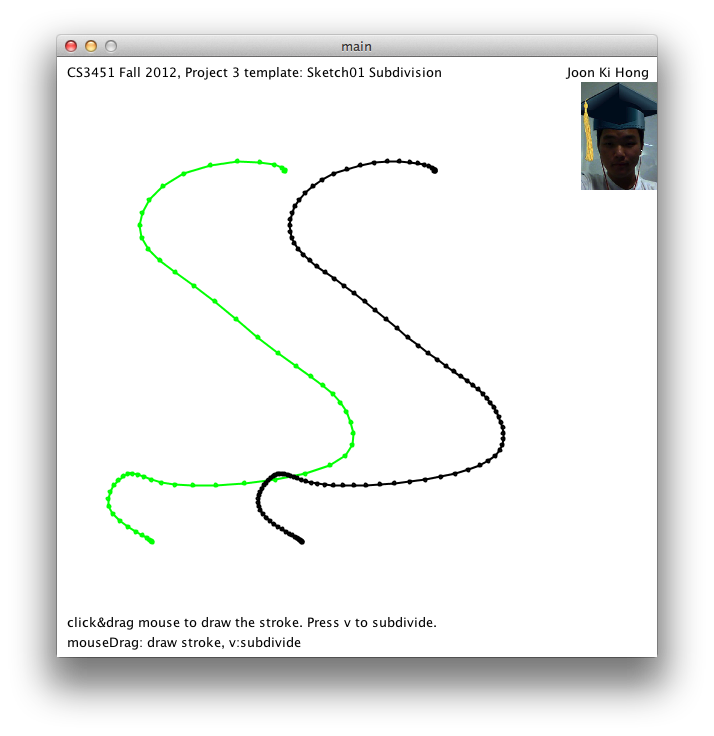 main
CS3451 Fall 2012, Project 3 template: Sketch01 Subdivision
Joon Ki Hong
click&drag mouse to draw the stroke. Press v to subdivide.
mouseDrag: draw stroke, v:subdivide